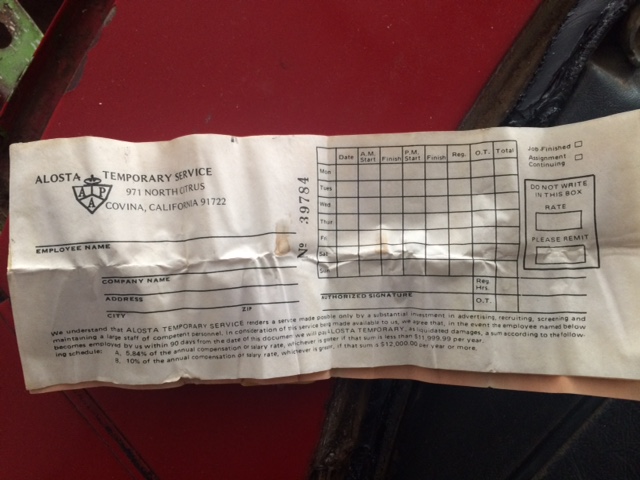 ALOSTA TEMPORARY SERVICE
APA
971 NORTH CITRUS
COVINA, CALIFORNIA 91722
No 39784
EMPLOYEE NAME
COMPANY NAME
ADDRESS
CITY ZIP
Date A.M. Start Finish P.M. Start Finish Reg. O.T. Total
Mon
Tues
Wed
Thur
Fri
Sat
Sun
Reg Hrs.
O.T.
AUTHORIZED SIGNATURE
Job Finished
Assignment Continuing
DO NOT WRITE
IN THIS BOX
RATE
PLEASE REMIT
We understand that ALOSTA TEMPORARY SERVICE renders a service made possible only by a substantial investment in advertising, recruiting, screening and
maintaining a large staff of competent personnel. In consideration of this service being made available to us, we agree that, in the event the employee named below
becomes employed by us within 90 days from the date of this document we will pay ALOSTA TEMPORARY, as liquidated damages, a sum according to the follow-
ing schedule: A. 5.84% of the annual compensation or salary rate, whichever is greater if that sum is less than $11,999.99 per year.
B. 10% of the annual compensation or salary rate, whichever is greater, if that sum is $12,000.00 per year or more.